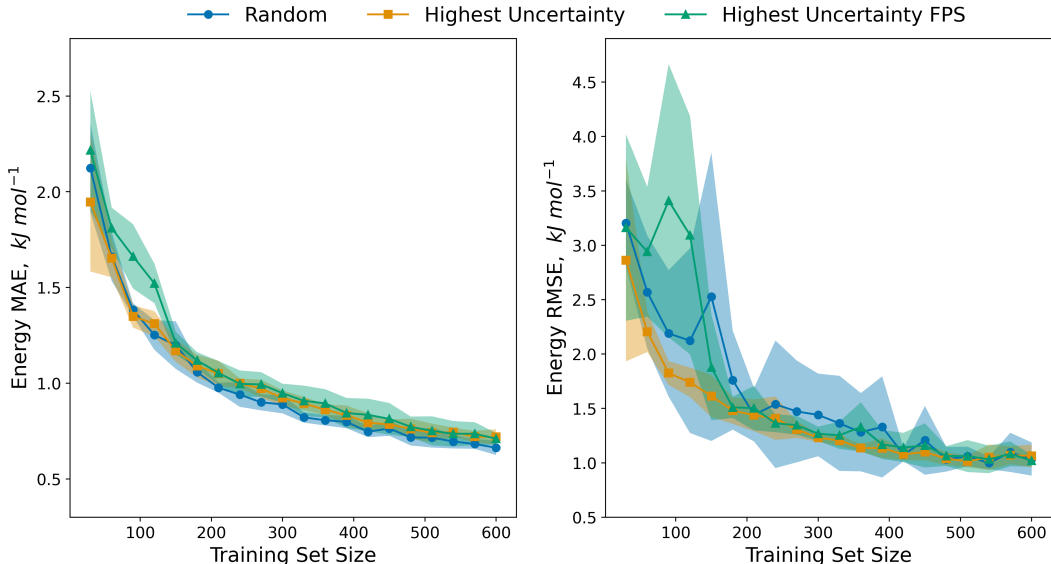 Random Highest Uncertainty Highest Uncertainty FPS
Energy MAE, kJ mol⁻¹
2.5
2.0
1.5
1.0
0.5
100 200 300 400 500 600
Training Set Size
Energy RMSE, kJ mol⁻¹
4.5
4.0
3.5
3.0
2.5
2.0
1.5
1.0
0.5
100 200 300 400 500 600
Training Set Size